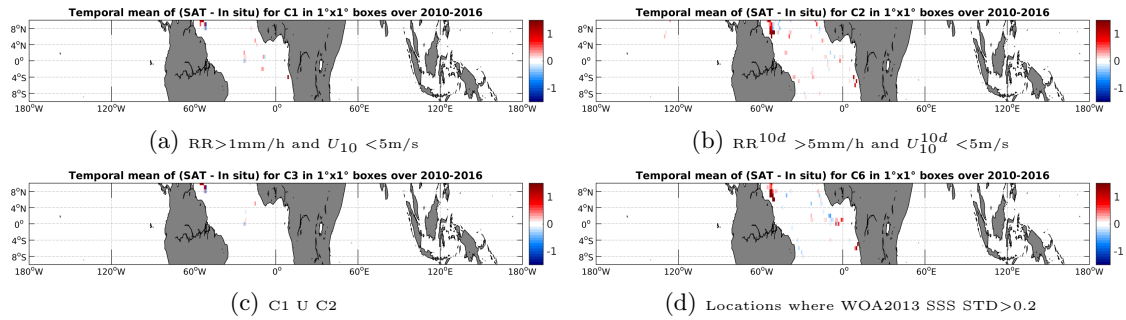 Temporal mean of (SAT - In situ) for C1 in 1°x1° boxes over 2010-2016
8°N
4°N
0°
4°S
8°S
180°W 120°W 60°W 0° 60°E 120°E 180°W
1
0
-1
(a) RR>1mm/h and U10 <5m/s
Temporal mean of (SAT - In situ) for C2 in 1°x1° boxes over 2010-2016
8°N
4°N
0°
4°S
8°S
180°W 120°W 60°W 0° 60°E 120°E 180°W
1
0
-1
(b) RR^10d >5mm/h and U10^10d <5m/s
Temporal mean of (SAT - In situ) for C3 in 1°x1° boxes over 2010-2016
8°N
4°N
0°
4°S
8°S
180°W 120°W 60°W 0° 60°E 120°E 180°W
1
0
-1
(c) C1 U C2
Temporal mean of (SAT - In situ) for C6 in 1°x1° boxes over 2010-2016
8°N
4°N
0°
4°S
8°S
180°W 120°W 60°W 0° 60°E 120°E 180°W
1
0
-1
(d) Locations where WOA2013 SSS STD>0.2